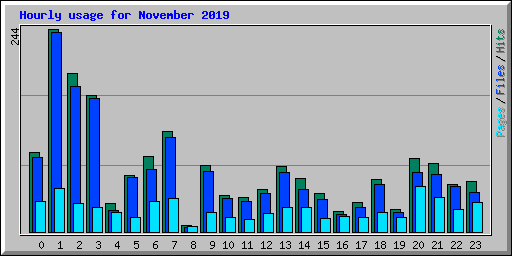 Hourly usage for November 2019
244
Pages/Files/Hits
0 1 2 3 4 5 6 7 8 9 10 11 12 13 14 15 16 17 18 19 20 21 22 23